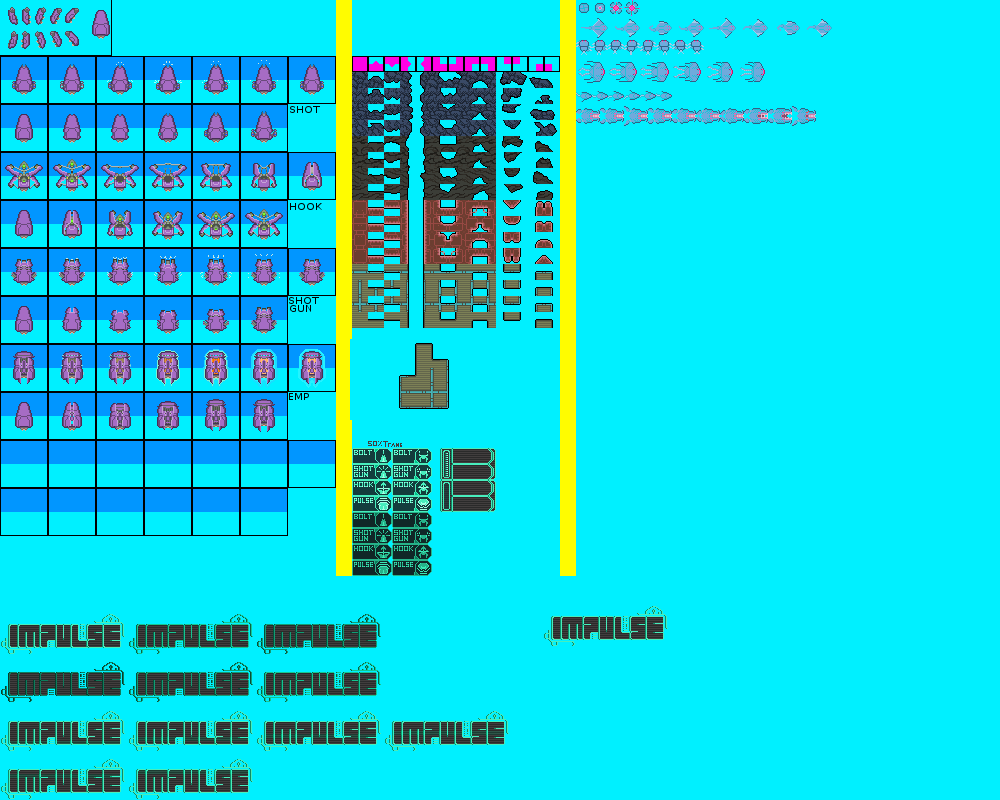 SHOT
HOOK
SHOT
GUN
EMP
50%TRANS
BOLT BOLT
SHOT SHOT
GUN GUN
HOOK HOOK
PULSE PULSE
BOLT BOLT
SHOT SHOT
GUN GUN
HOOK HOOK
PULSE PULSE
IMPULSE IMPULSE IMPULSE IMPULSE
IMPULSE IMPULSE IMPULSE
IMPULSE IMPULSE IMPULSE IMPULSE
IMPULSE IMPULSE